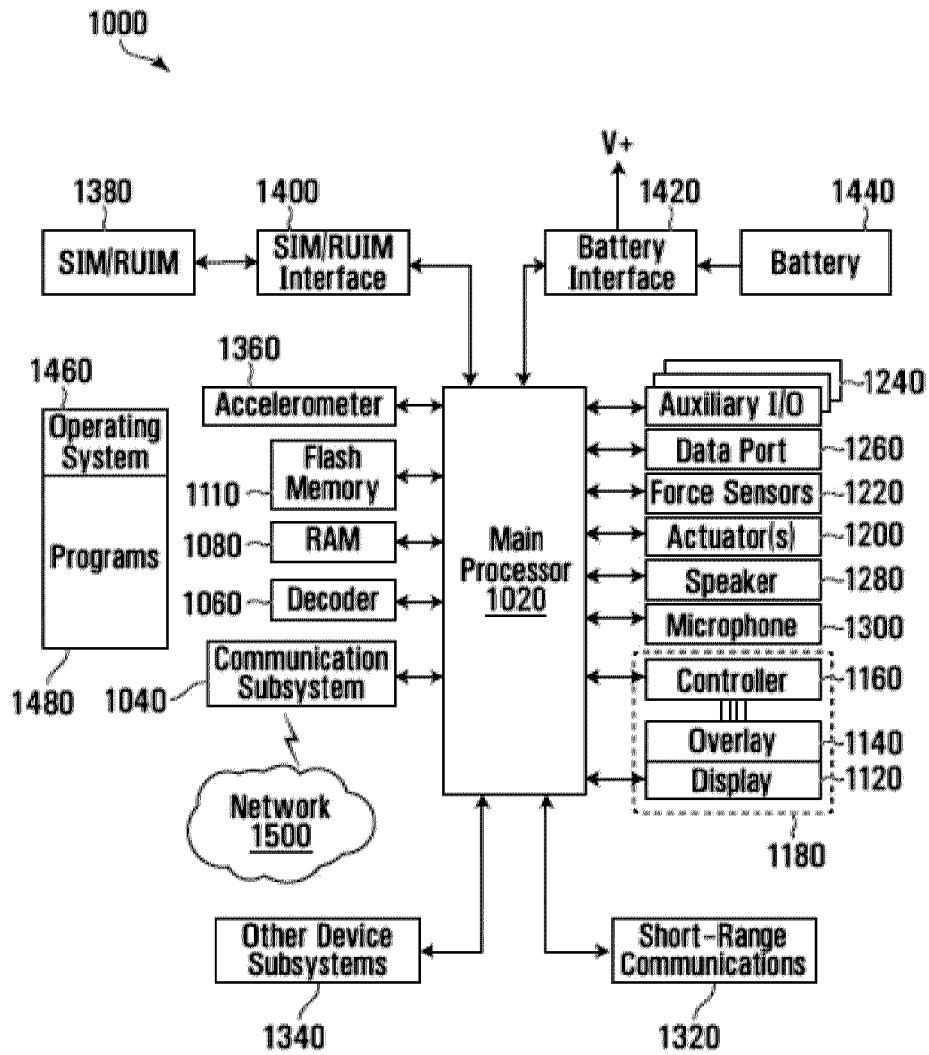 1000
V+
1380
1400
1420
1440
SIM/RUIM
SIM/RUIM
Interface
Battery
Interface
Battery
1360
Accelerometer
1460
Operating
System
Programs
1480
Flash
Memory
1110
RAM
1080
Decoder
1060
Communication
Subsystem
1040
Network
1500
Main
Processor
1020
Auxiliary I/O
1240
Data Port
1260
Force Sensors
1220
Actuator(s)
1200
Speaker
1280
Microphone
1300
Controller
1160
Overlay
1140
Display
1120
1180
Other Device
Subsystems
1340
Short-Range
Communications
1320